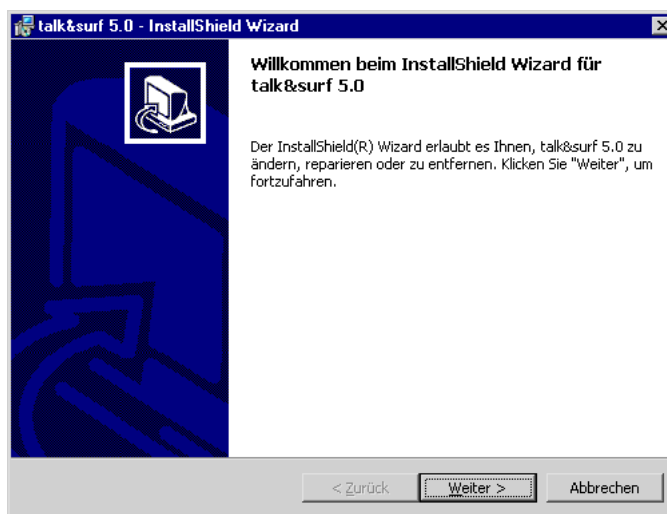 talk&surf 5.0 - InstallShield Wizard
Willkommen beim InstallShield Wizard für
talk&surf 5.0
Der InstallShield(R) Wizard erlaubt es Ihnen, talk&surf 5.0 zu
ändern, reparieren oder zu entfernen. Klicken Sie "Weiter", um
fortzufahren.
< Zurück Weiter > Abbrechen